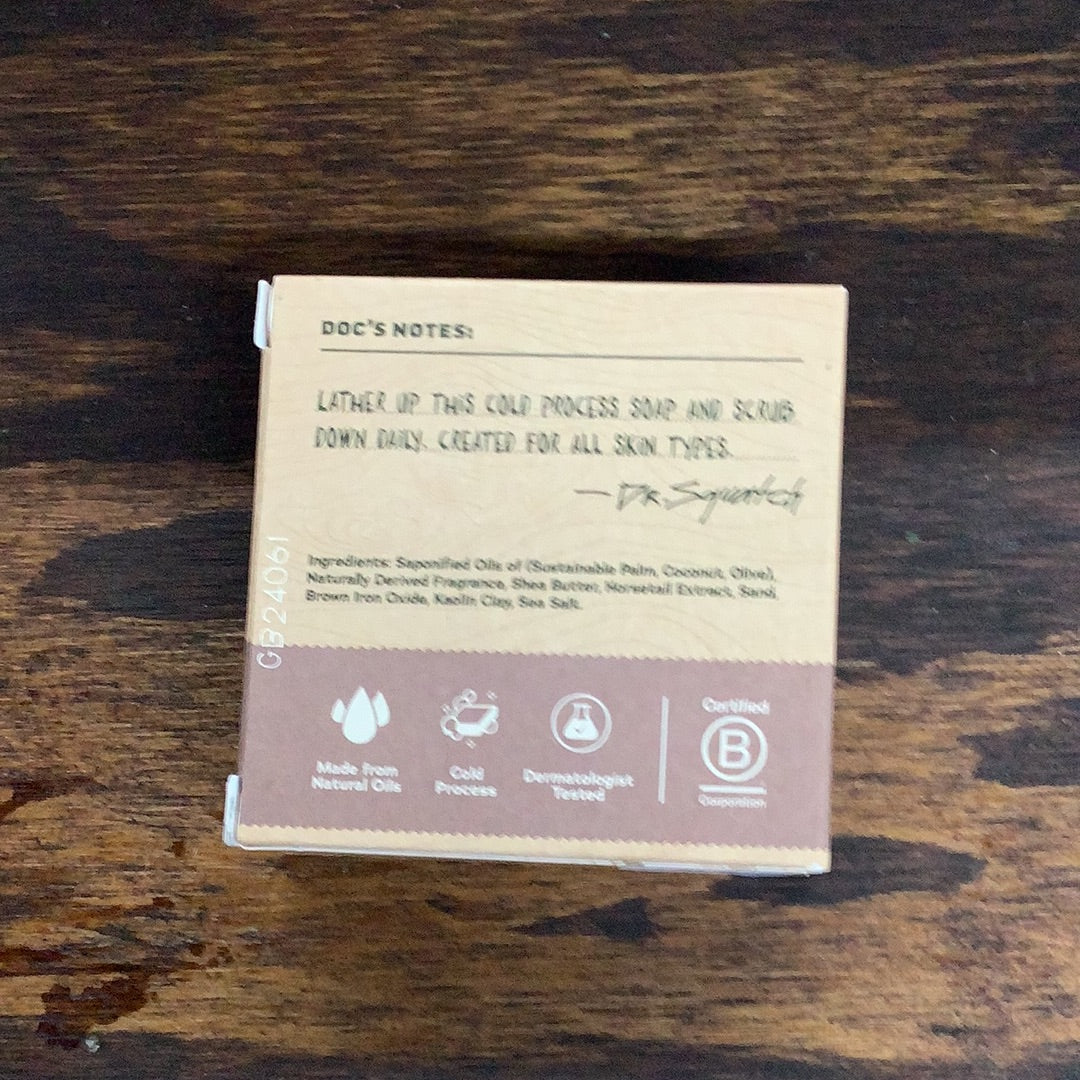 DOC'S NOTES:
LATHER UP THIS COLD PROCESS SOAP AND SCRUB
DOWN DAILY. CREATED FOR ALL SKIN TYPES.
— DR. Squatch
Ingredients: Saponified Oils of (Sustainable Palm, Coconut, Olive),
Naturally Derived Fragrance, Shea Butter, Horsetail Extract, Sand,
Brown Iron Oxide, Kaolin Clay, Sea Salt.
GB24061
Made from
Natural Oils
Cold
Process
Dermatologist
Tested
Certified
B
Corporation